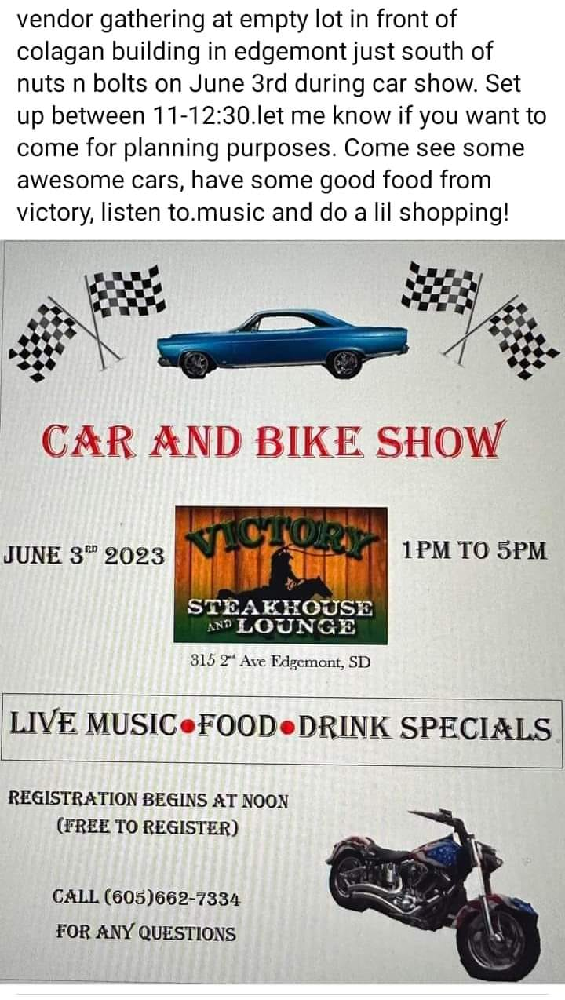 vendor gathering at empty lot in front of
colagan building in edgemont just south of
nuts n bolts on June 3rd during car show. Set
up between 11-12:30.let me know if you want to
come for planning purposes. Come see some
awesome cars, have some good food from
victory, listen to.music and do a lil shopping!
CAR AND BIKE SHOW
JUNE 3RD 2023
VICTORY
STEAKHOUSE
AND LOUNGE
1PM TO 5PM
315 2nd Ave Edgemont, SD
LIVE MUSIC•FOOD•DRINK SPECIALS
REGISTRATION BEGINS AT NOON
(FREE TO REGISTER)
CALL (605)662-7334
FOR ANY QUESTIONS